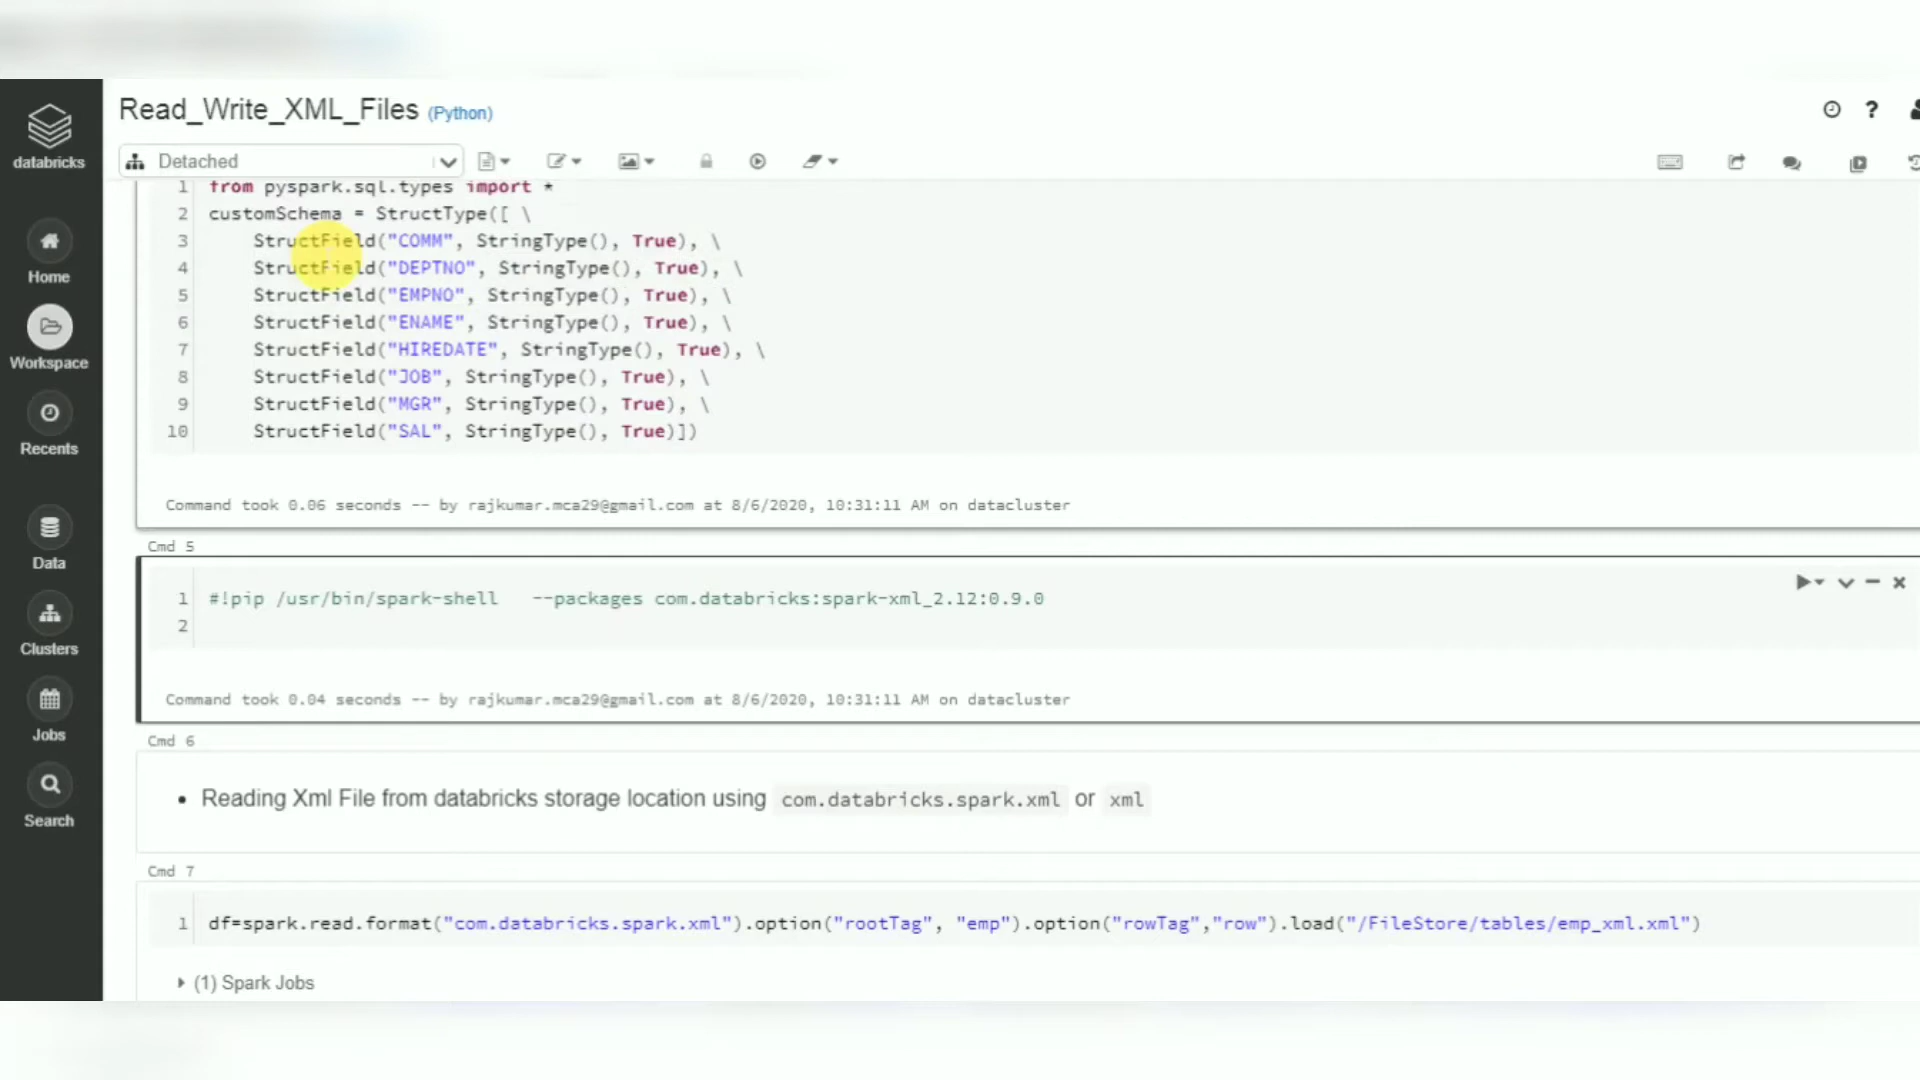 Read_Write_XML_Files (Python)
databricks
Detached
1 from pyspark.sql.types import *
2 customSchema = StructType([ \
3 StructField("COMM", StringType(), True), \
4 StructField("DEPTNO", StringType(), True), \
5 StructField("EMPNO", StringType(), True), \
6 StructField("ENAME", StringType(), True), \
7 StructField("HIREDATE", StringType(), True), \
8 StructField("JOB", StringType(), True), \
9 StructField("MGR", StringType(), True), \
10 StructField("SAL", StringType(), True)])
Home
Workspace
Recents
Data
Clusters
Jobs
Search
Command took 0.06 seconds -- by rajkumar.mca29@gmail.com at 8/6/2020, 10:31:11 AM on datacluster
Cmd 5
1 #!pip /usr/bin/spark-shell --packages com.databricks:spark-xml_2.12:0.9.0
2
Command took 0.04 seconds -- by rajkumar.mca29@gmail.com at 8/6/2020, 10:31:11 AM on datacluster
Cmd 6
• Reading Xml File from databricks storage location using com.databricks.spark.xml or xml
Cmd 7
1 df=spark.read.format("com.databricks.spark.xml").option("rootTag", "emp").option("rowTag","row").load("/FileStore/tables/emp_xml.xml")
(1) Spark Jobs